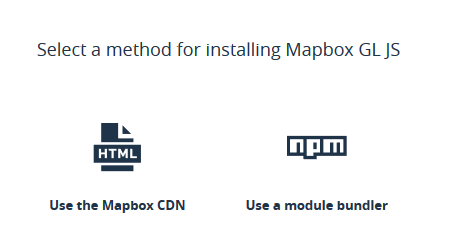 Select a method for installing Mapbox GL JS
HTML
npm
Use the Mapbox CDN
Use a module bundler